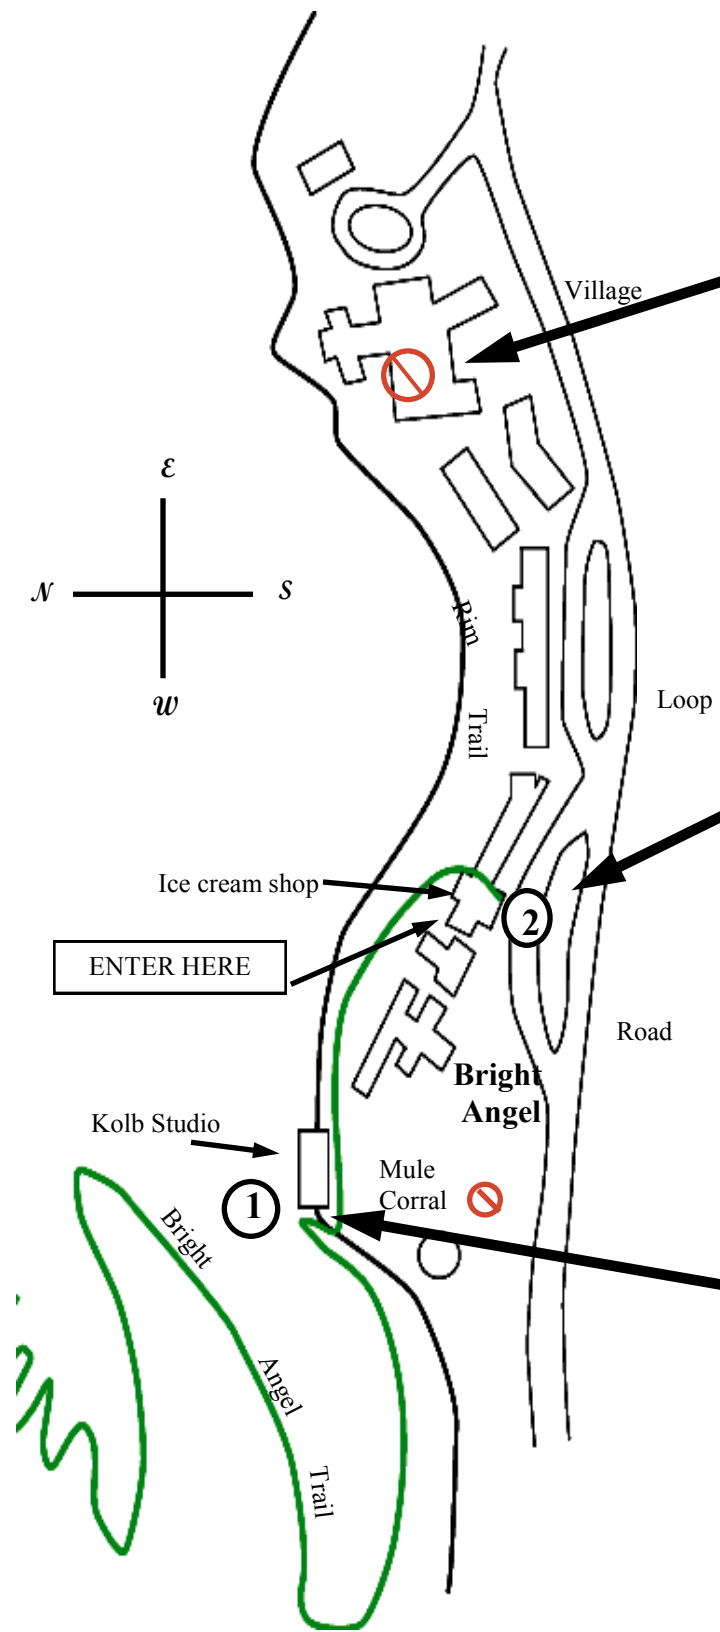 Village
ℰ
𝒩
𝒮
𝒲
Rim
Trail
Loop
Ice cream shop
2
ENTER HERE
Road
Bright
Angel
Kolb Studio
Mule
Corral
1
Bright
Angel
Trail